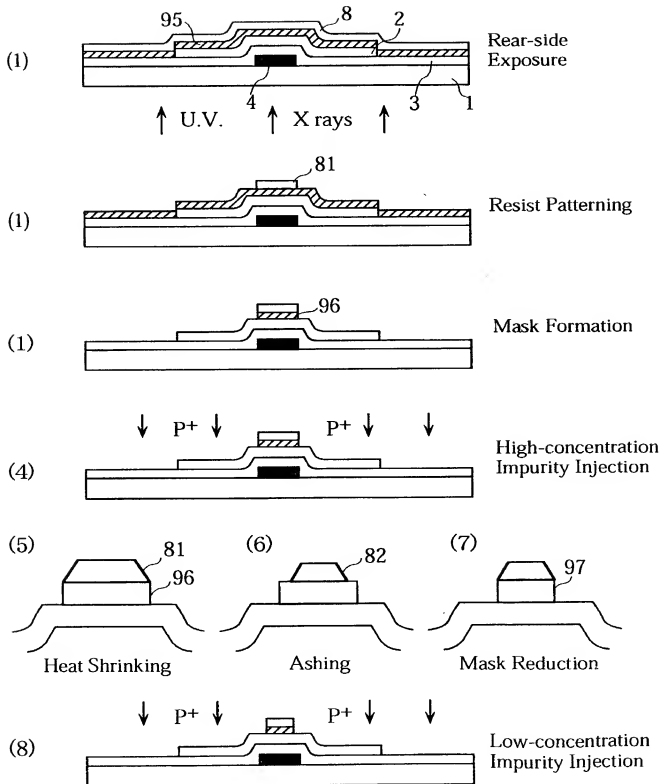 95
8
2
(1)
Rear-side
Exposure
4
3
1
U.V.
X rays
81
(1)
Resist Patterning
96
(1)
Mask Formation
P+
P+
(4)
High-concentration
Impurity Injection
(5)
81
96
Heat Shrinking
(6)
82
Ashing
(7)
97
Mask Reduction
P+
P+
(8)
Low-concentration
Impurity Injection